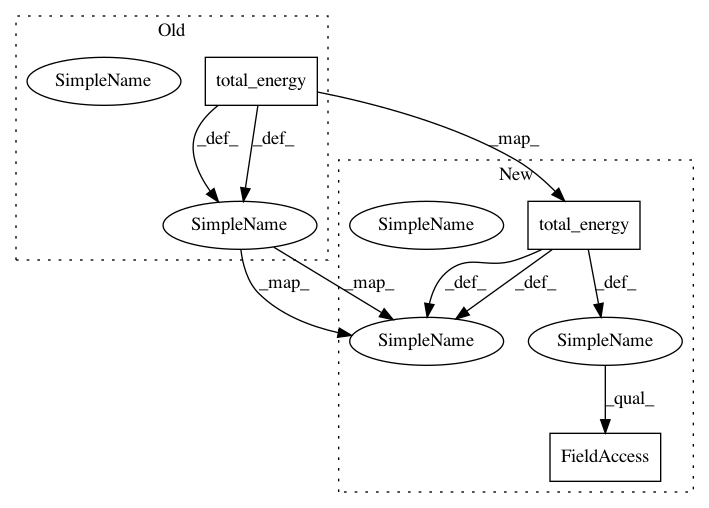 Old
SimpleName
total_energy
_def_
_def_
_map_
New
SimpleName
SimpleName
total_energy
_map_
_map_
_def_
_def_
_def_
SimpleName
SimpleName
_qual_
FieldAccess